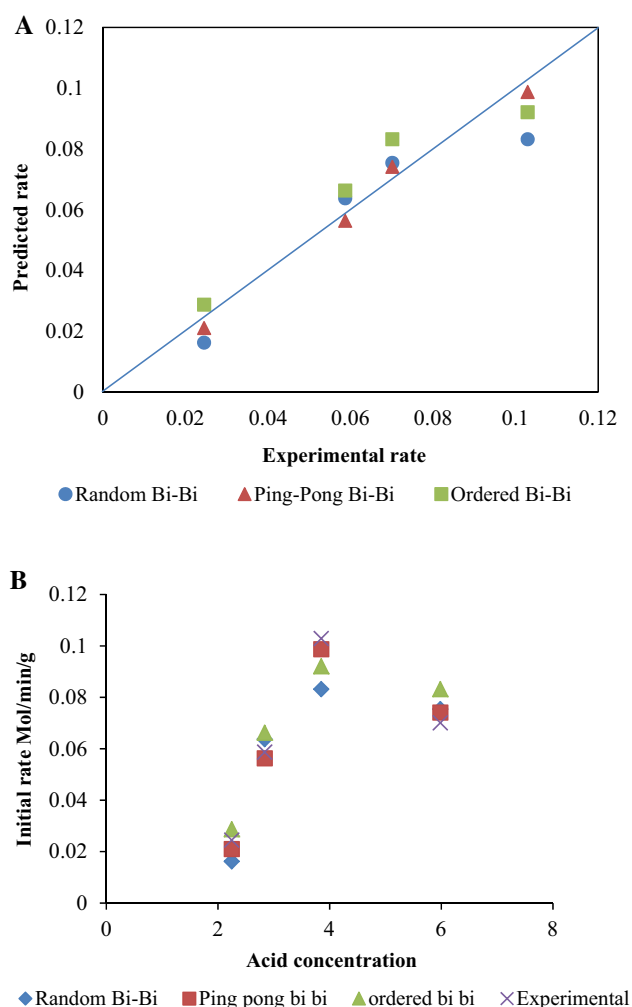 A
0.12
0.1
0.08
0.06
0.04
0.02
0
Predicted rate
0 0.02 0.04 0.06 0.08 0.1 0.12
Experimental rate
Random Bi-Bi Ping-Pong Bi-Bi Ordered Bi-Bi
B
0.12
0.1
0.08
0.06
0.04
0.02
0
Initial rate Mol/min/g
0 2 4 6 8
Acid concentration
Random Bi-Bi Ping pong bi bi ordered bi bi Experimental